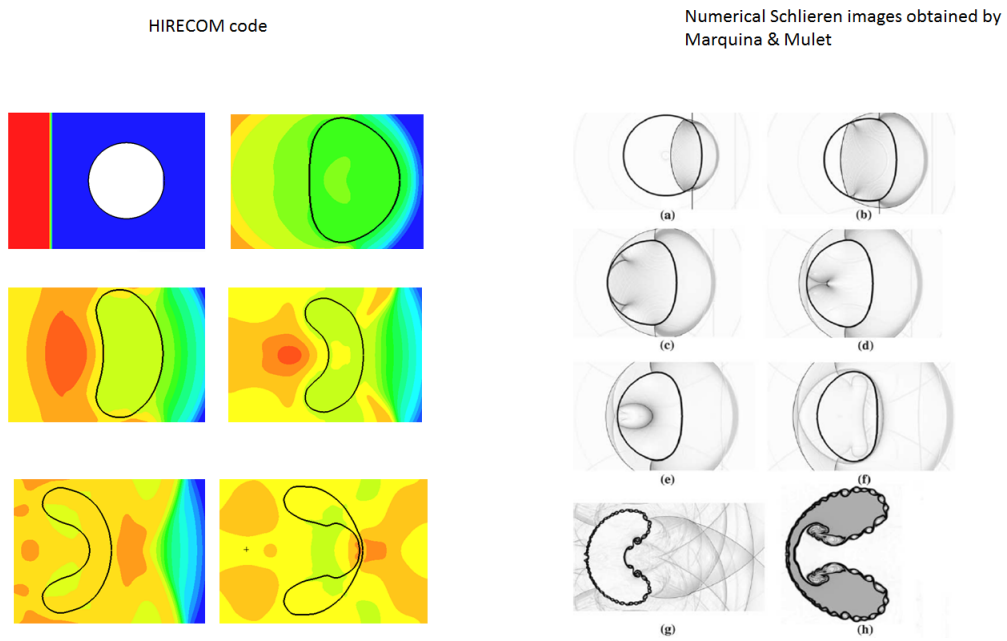 HIRECOM code
Numerical Schlieren images obtained by
Marquina & Mulet
(a)
(b)
(c)
(d)
(e)
(f)
(g)
(h)